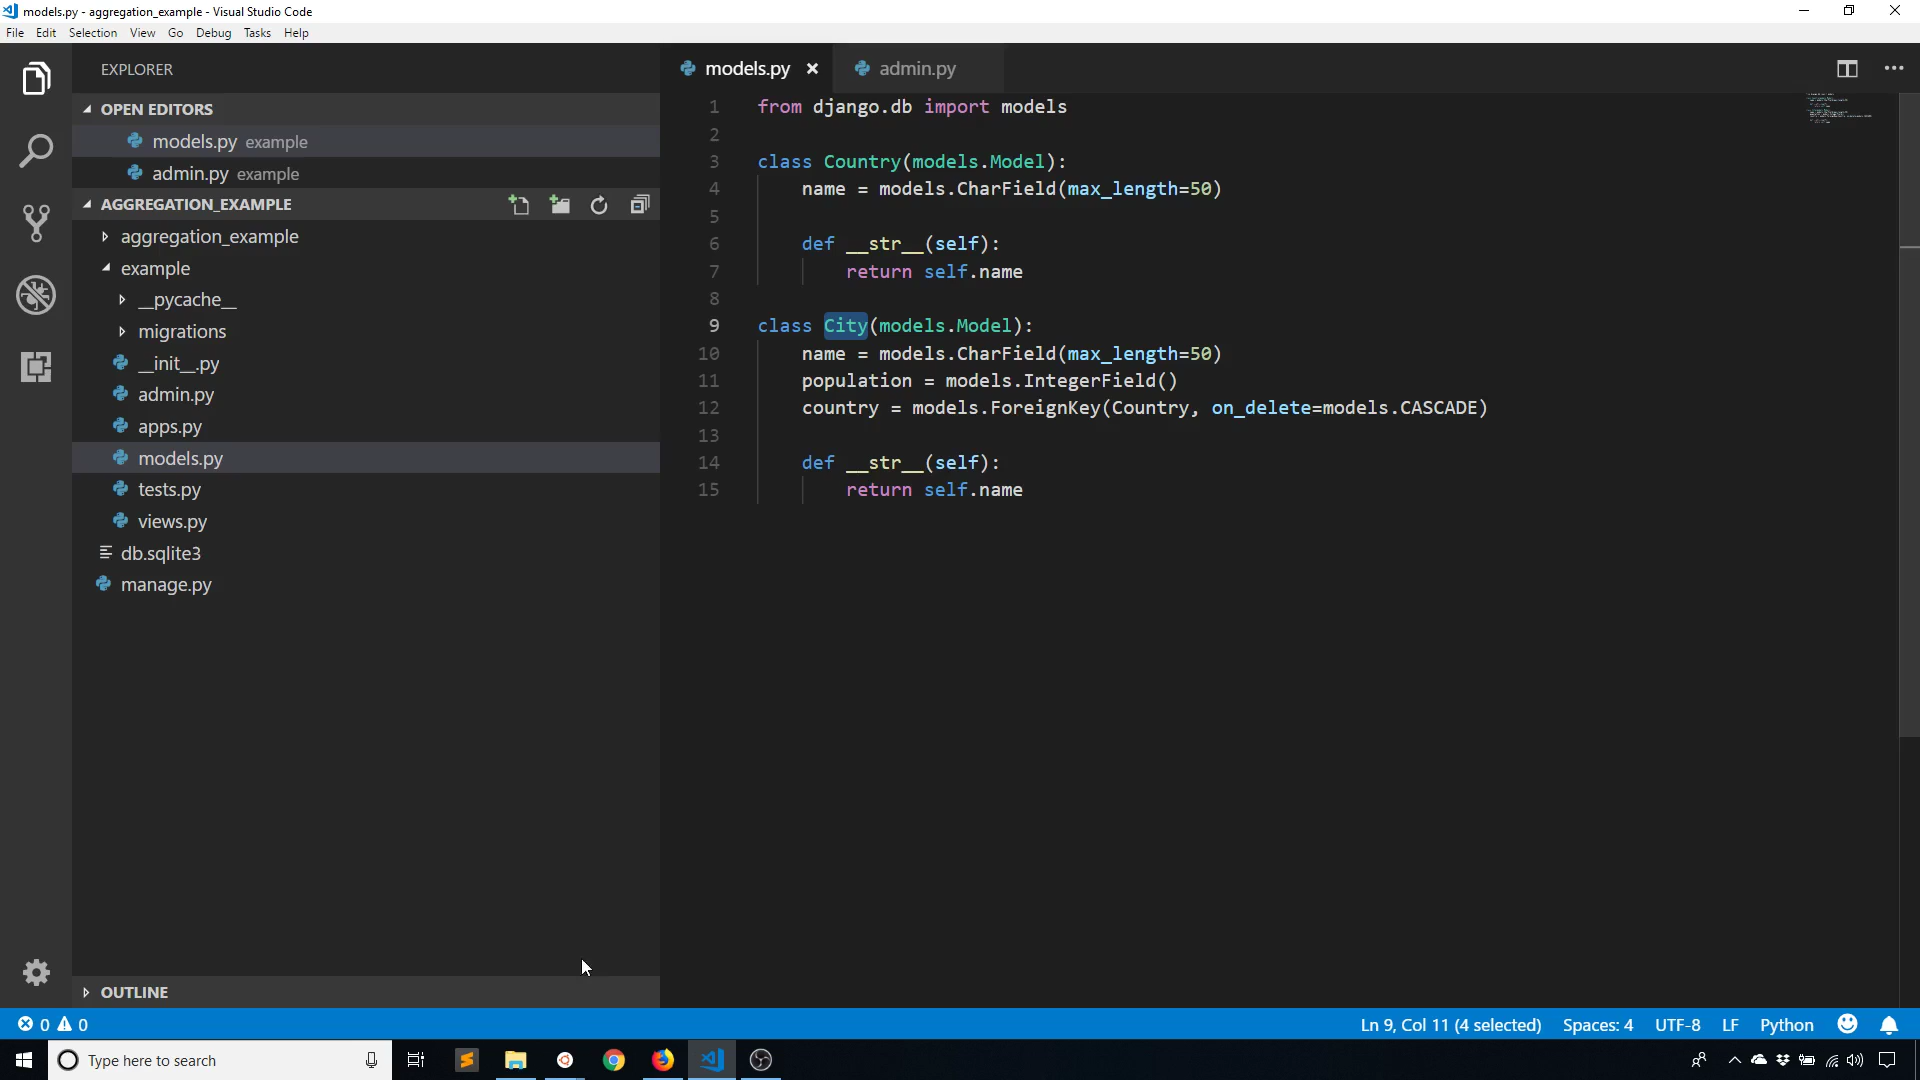 models.py - aggregation_example - Visual Studio Code
File Edit Selection View Go Debug Tasks Help
EXPLORER
OPEN EDITORS
models.py example
admin.py example
AGGREGATION_EXAMPLE
aggregation_example
example
__pycache__
migrations
__init__.py
admin.py
apps.py
models.py
tests.py
views.py
db.sqlite3
manage.py
OUTLINE
models.py admin.py
1 from django.db import models
2
3 class Country(models.Model):
4 name = models.CharField(max_length=50)
5
6 def __str__(self):
7 return self.name
8
9 class City(models.Model):
10 name = models.CharField(max_length=50)
11 population = models.IntegerField()
12 country = models.ForeignKey(Country, on_delete=models.CASCADE)
13
14 def __str__(self):
15 return self.name
0 0 Ln 9, Col 11 (4 selected) Spaces: 4 UTF-8 LF Python
Type here to search